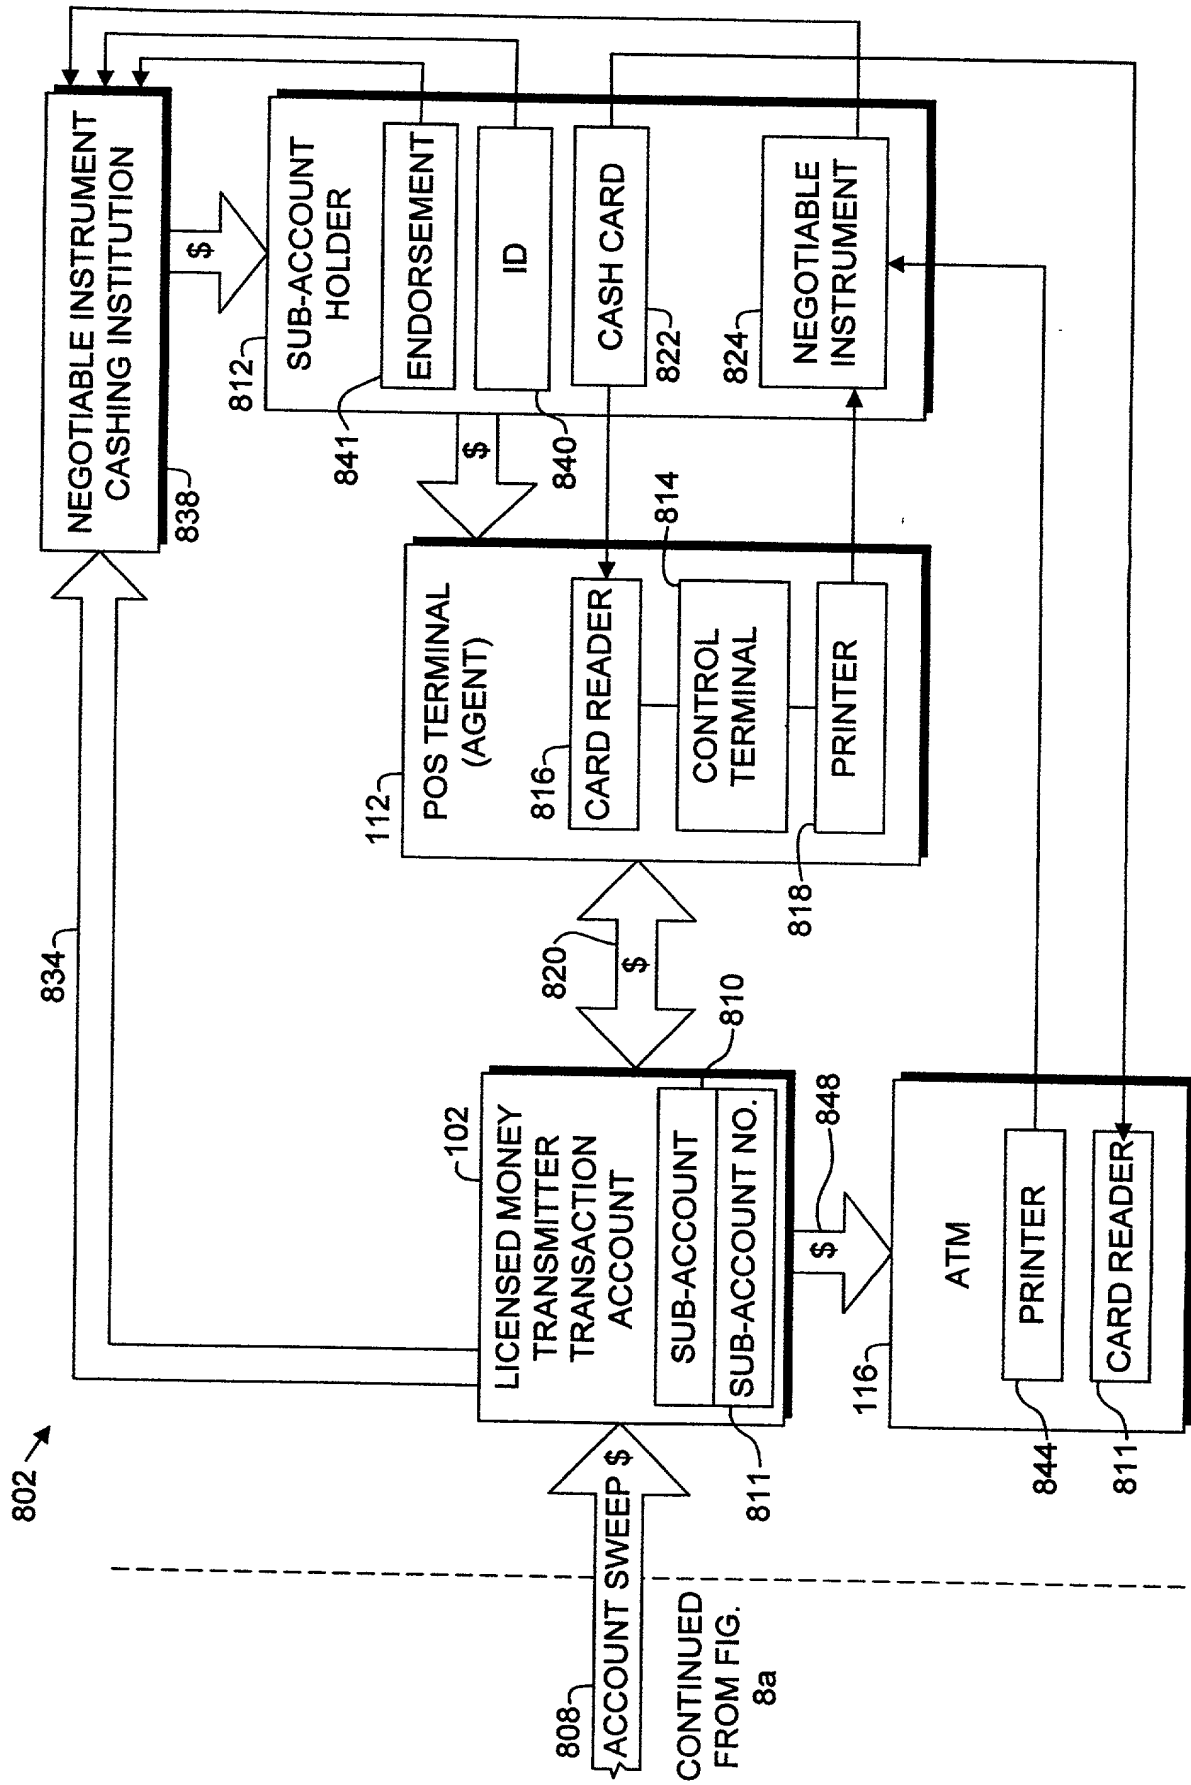 802
834
838
NEGOTIABLE INSTRUMENT
CASHING INSTITUTION
$
808
ACCOUNT SWEEP $
CONTINUED
FROM FIG.
8a
102
LICENSED MONEY
TRANSMITTER
TRANSACTION
ACCOUNT
SUB-ACCOUNT
SUB-ACCOUNT NO.
810
811
820
$
112
POS TERMINAL
(AGENT)
816
CARD READER
814
CONTROL
TERMINAL
818
PRINTER
$
812
SUB-ACCOUNT
HOLDER
841
ENDORSEMENT
840
ID
CASH CARD
822
824
NEGOTIABLE
INSTRUMENT
848
$
116
ATM
844
PRINTER
811
CARD READER